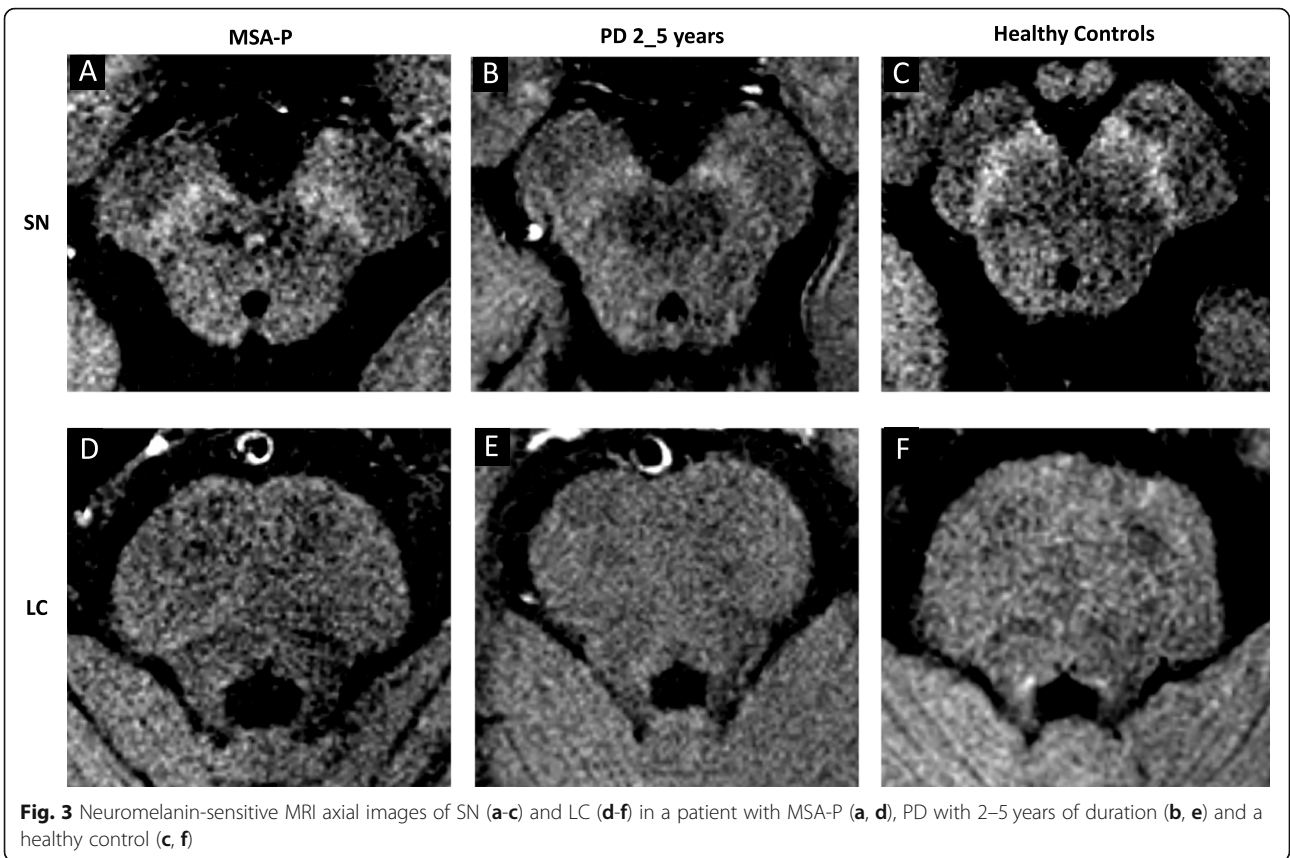 MSA-P
PD 2_5 years
Healthy Controls
A
B
C
SN
D
E
F
LC
Fig. 3 Neuromelanin-sensitive MRI axial images of SN (a-c) and LC (d-f) in a patient with MSA-P (a, d), PD with 2–5 years of duration (b, e) and a
healthy control (c, f)